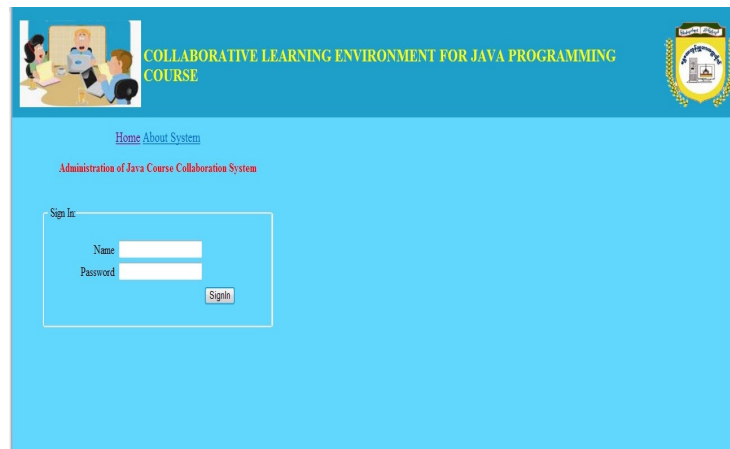 COLLABORATIVE LEARNING ENVIRONMENT FOR JAVA PROGRAMMING
COURSE
Home About System
Administration of Java Course Collaboration System
Sign In:
Name
Password
SignIn